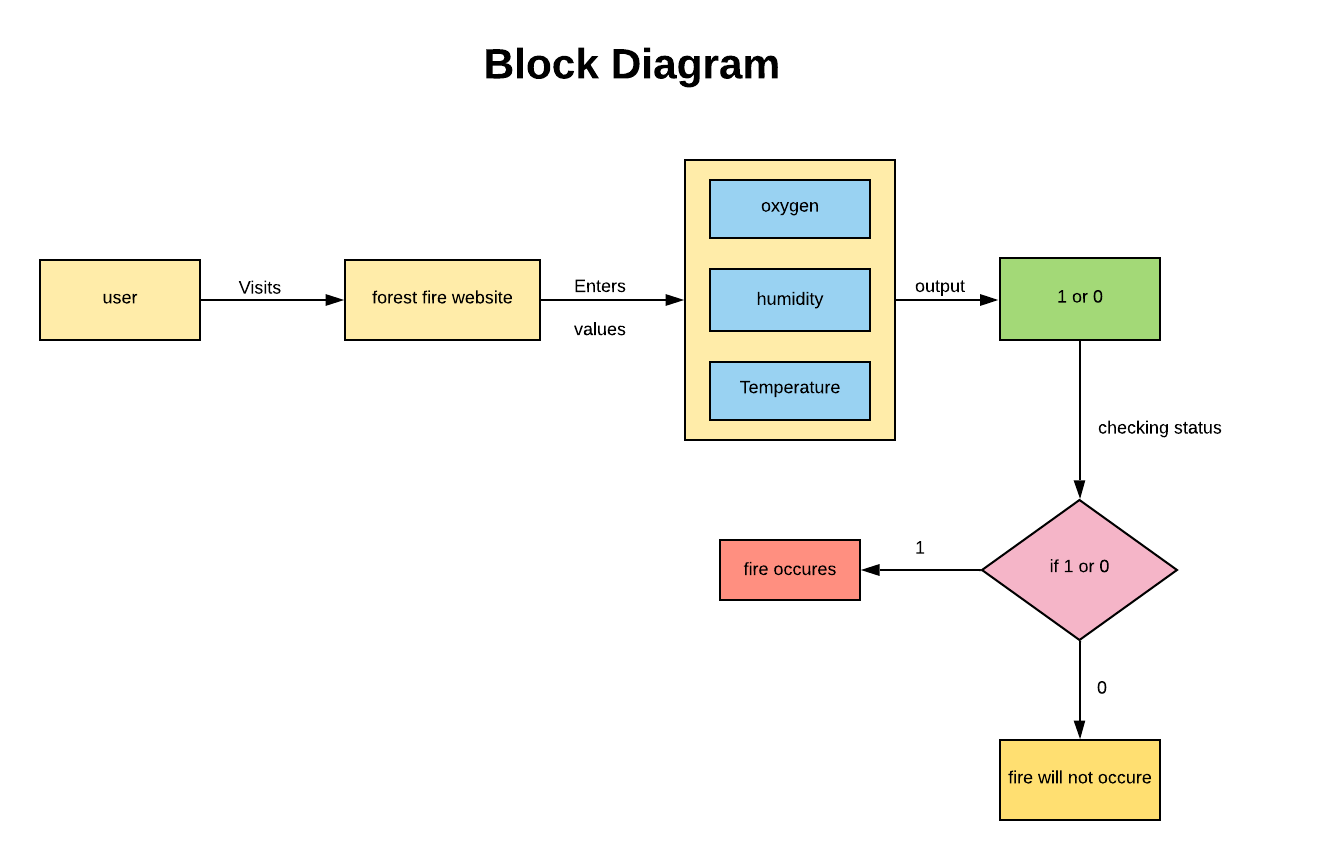 Block Diagram
user
Visits
forest fire website
Enters
values
oxygen
humidity
Temperature
output
1 or 0
checking status
if 1 or 0
1
fire occures
0
fire will not occure